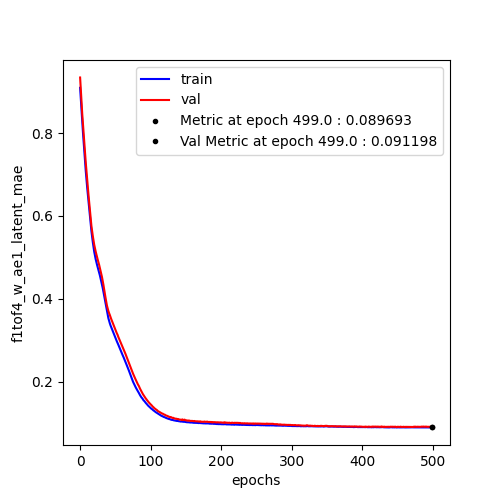 train
val
Metric at epoch 499.0 : 0.089693
Val Metric at epoch 499.0 : 0.091198
f1tof4_w_ae1_latent_mae
0.8
0.6
0.4
0.2
0 100 200 300 400 500
epochs